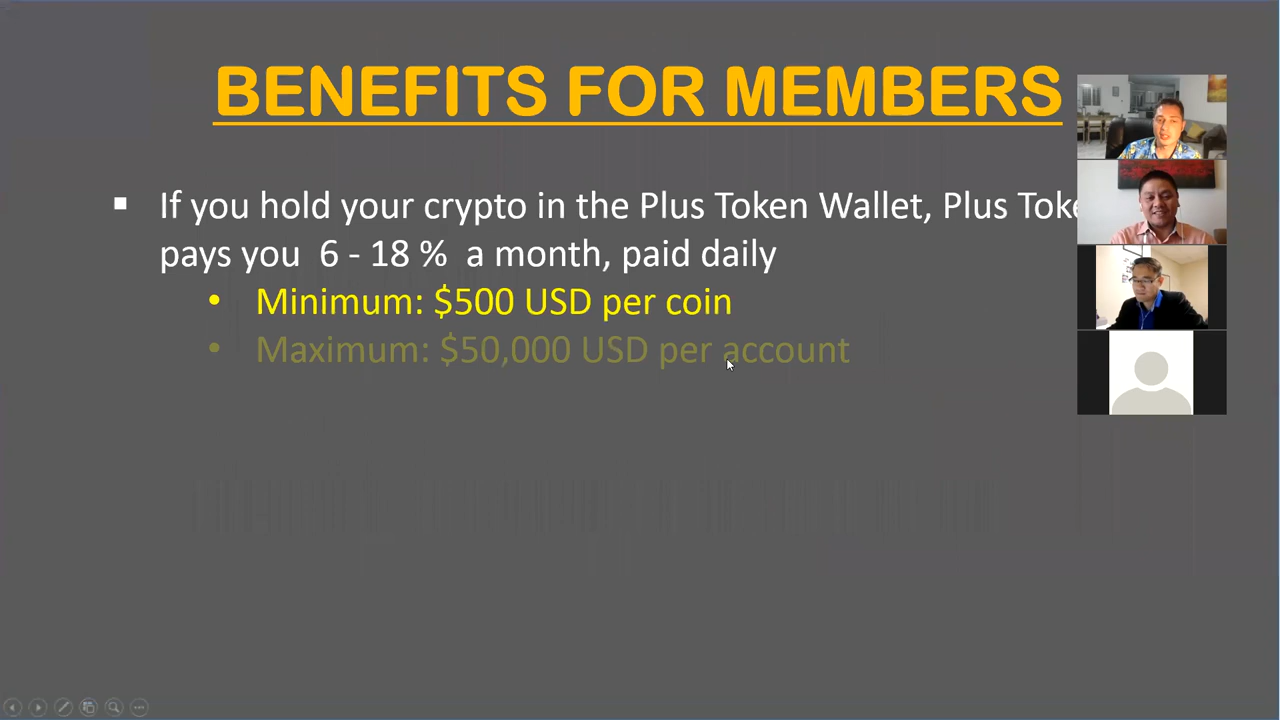 BENEFITS FOR MEMBERS
▪ If you hold your crypto in the Plus Token Wallet, Plus Toke
pays you 6 - 18 % a month, paid daily
• Minimum: $500 USD per coin
• Maximum: $50,000 USD per account